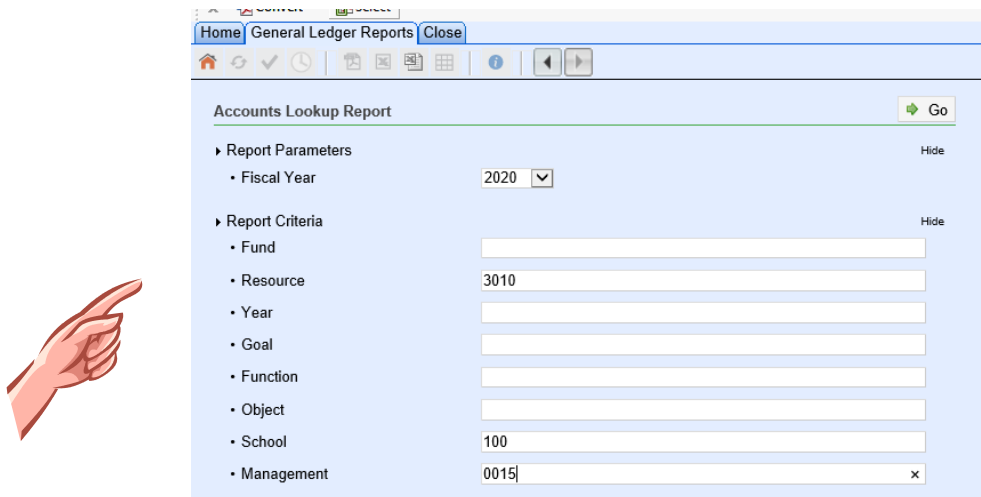 Convert Select
Home General Ledger Reports Close
Accounts Lookup Report Go
Report Parameters Hide
• Fiscal Year 2020
Report Criteria Hide
• Fund
• Resource 3010
• Year
• Goal
• Function
• Object
• School 100
• Management 0015 ×